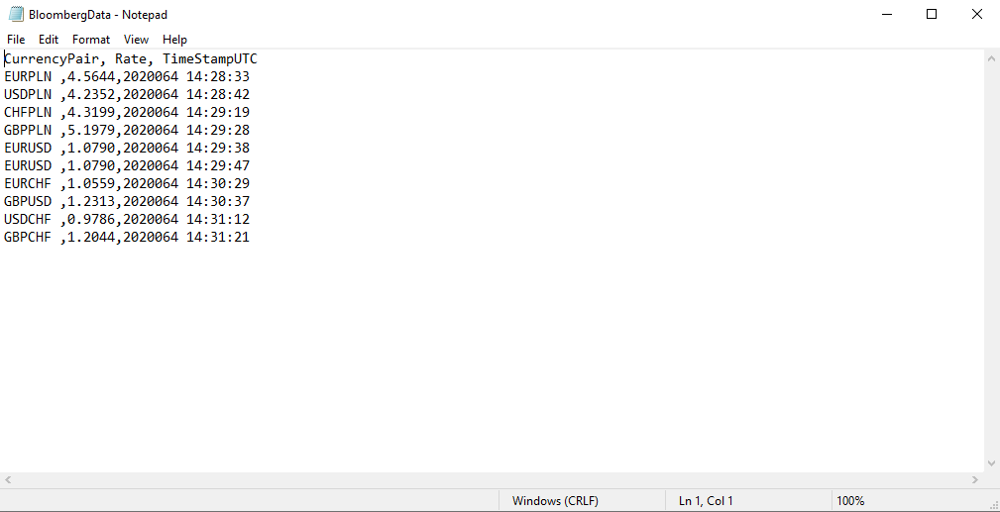 BloombergData - Notepad
File Edit Format View Help
CurrencyPair, Rate, TimeStampUTC
EURPLN ,4.5644,2020064 14:28:33
USDPLN ,4.2352,2020064 14:28:42
CHFPLN ,4.3199,2020064 14:29:19
GBPPLN ,5.1979,2020064 14:29:28
EURUSD ,1.0790,2020064 14:29:38
EURUSD ,1.0790,2020064 14:29:47
EURCHF ,1.0559,2020064 14:30:29
GBPUSD ,1.2313,2020064 14:30:37
USDCHF ,0.9786,2020064 14:31:12
GBPCHF ,1.2044,2020064 14:31:21
Windows (CRLF) Ln 1, Col 1 100%